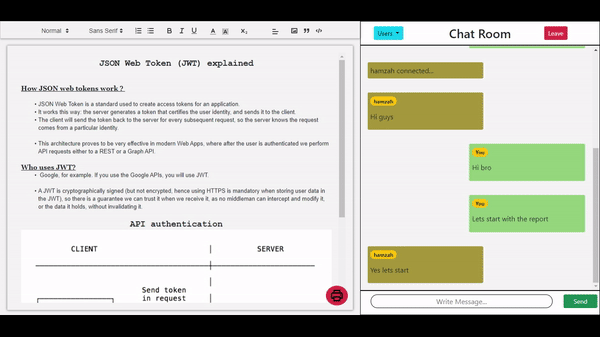 Normal
Sans Serif
B I U
A
A
X₂
Users
Chat Room
Leave
JSON Web Token (JWT) explained
How JSON web tokens work ?
• JSON Web Token is a standard used to create access tokens for an application.
• It works this way: the server generates a token that certifies the user identity, and sends it to the client.
• The client will send the token back to the server for every subsequent request, so the server knows the request
comes from a particular identity.
• This architecture proves to be very effective in modern Web Apps, where after the user is authenticated we perform
API requests either to a REST or a Graph API.
Who uses JWT?
• Google, for example. If you use the Google APIs, you will use JWT.
• A JWT is cryptographically signed (but not encrypted, hence using HTTPS is mandatory when storing user data in
the JWT), so there is a guarantee we can trust it when we receive it, as no middleman can intercept and modify it,
or the data it holds, without invalidating it.
API authentication
CLIENT | SERVER
Send token
in request
hamzah connected...
hamzah
Hi guys
You
Hi bro
You
Lets start with the report
hamzah
Yes lets start
Write Message...
Send